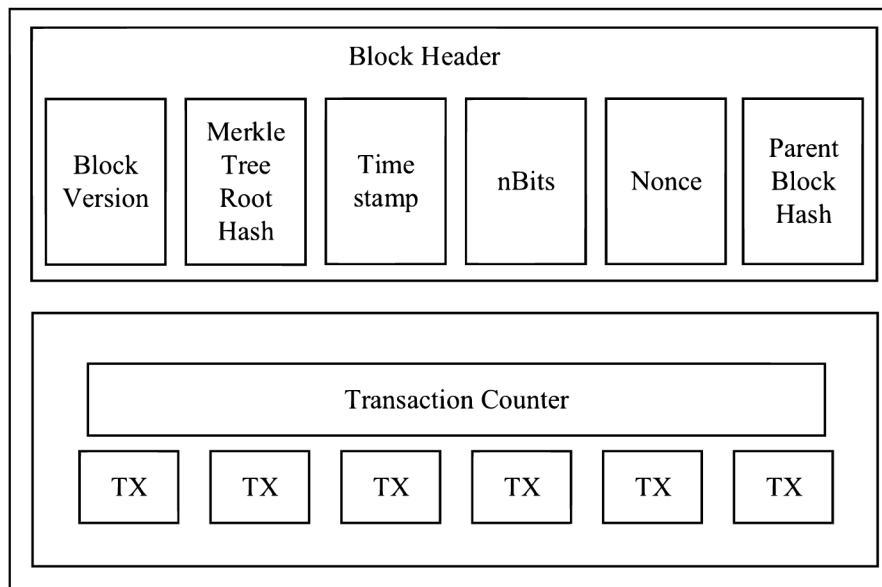 Block Header
Block
Version
Merkle
Tree
Root
Hash
Time
stamp
nBits
Nonce
Parent
Block
Hash
Transaction Counter
TX
TX
TX
TX
TX
TX